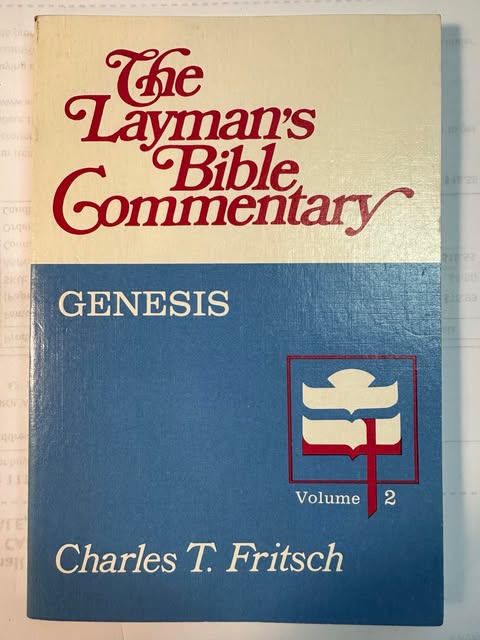 The
Layman's
Bible
Commentary
GENESIS
Volume 2
Charles T. Fritsch